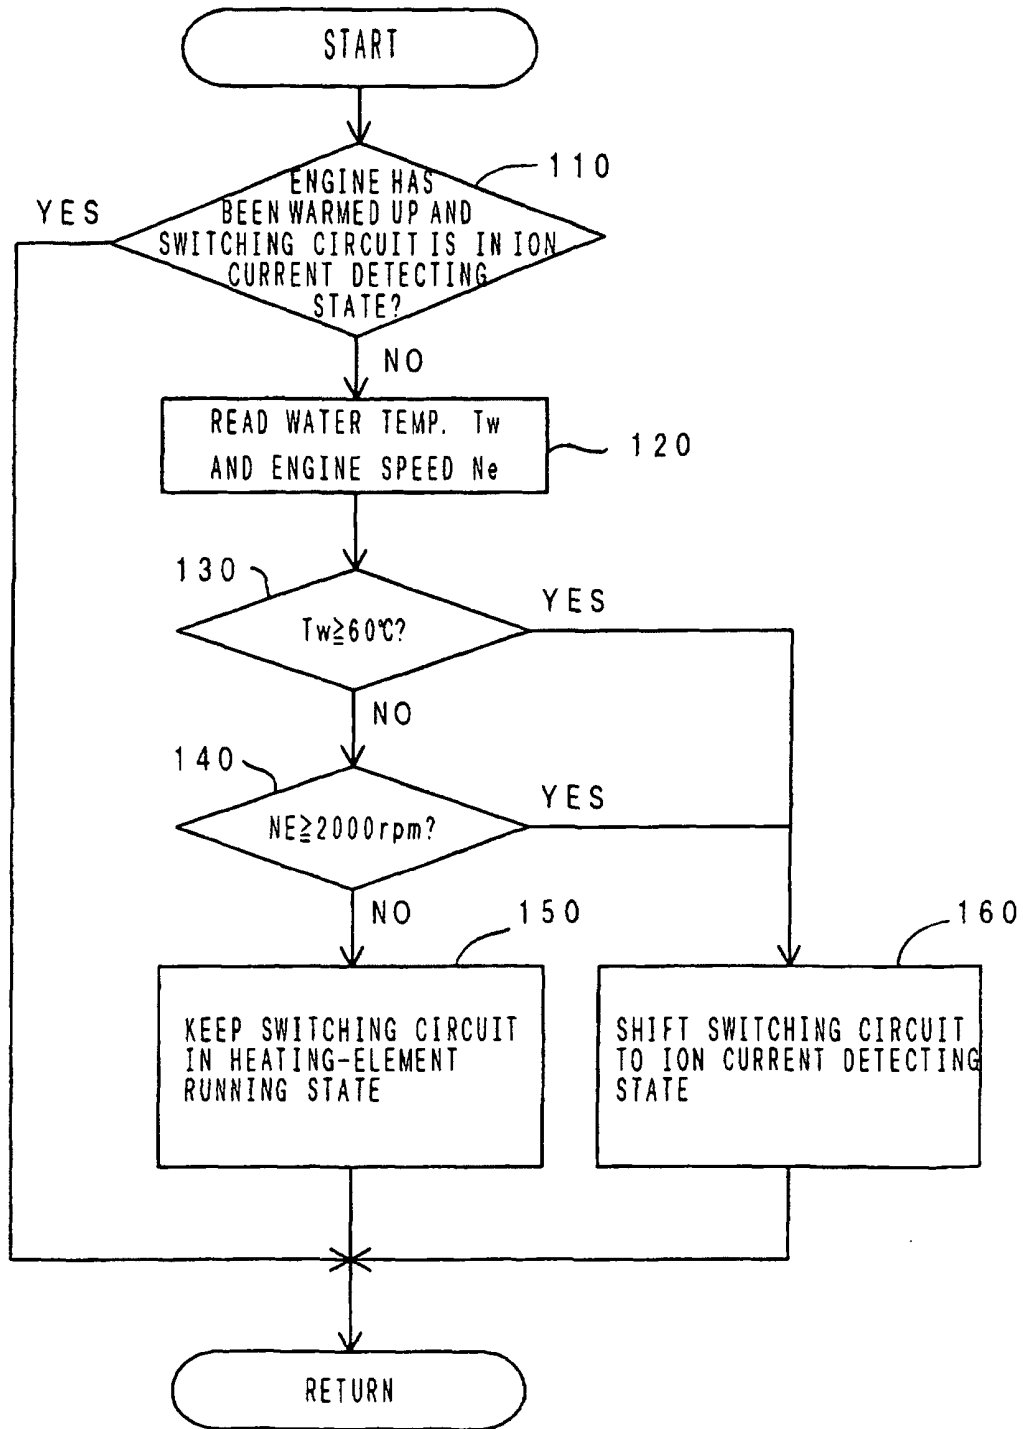 START
110
ENGINE HAS
BEEN WARMED UP AND
SWITCHING CIRCUIT IS IN ION
CURRENT DETECTING
STATE?
YES
NO
READ WATER TEMP. Tw
AND ENGINE SPEED Ne
120
130
Tw≧60℃?
YES
NO
140
NE≧2000rpm?
YES
NO
150
KEEP SWITCHING CIRCUIT
IN HEATING-ELEMENT
RUNNING STATE
160
SHIFT SWITCHING CIRCUIT
TO ION CURRENT DETECTING
STATE
RETURN